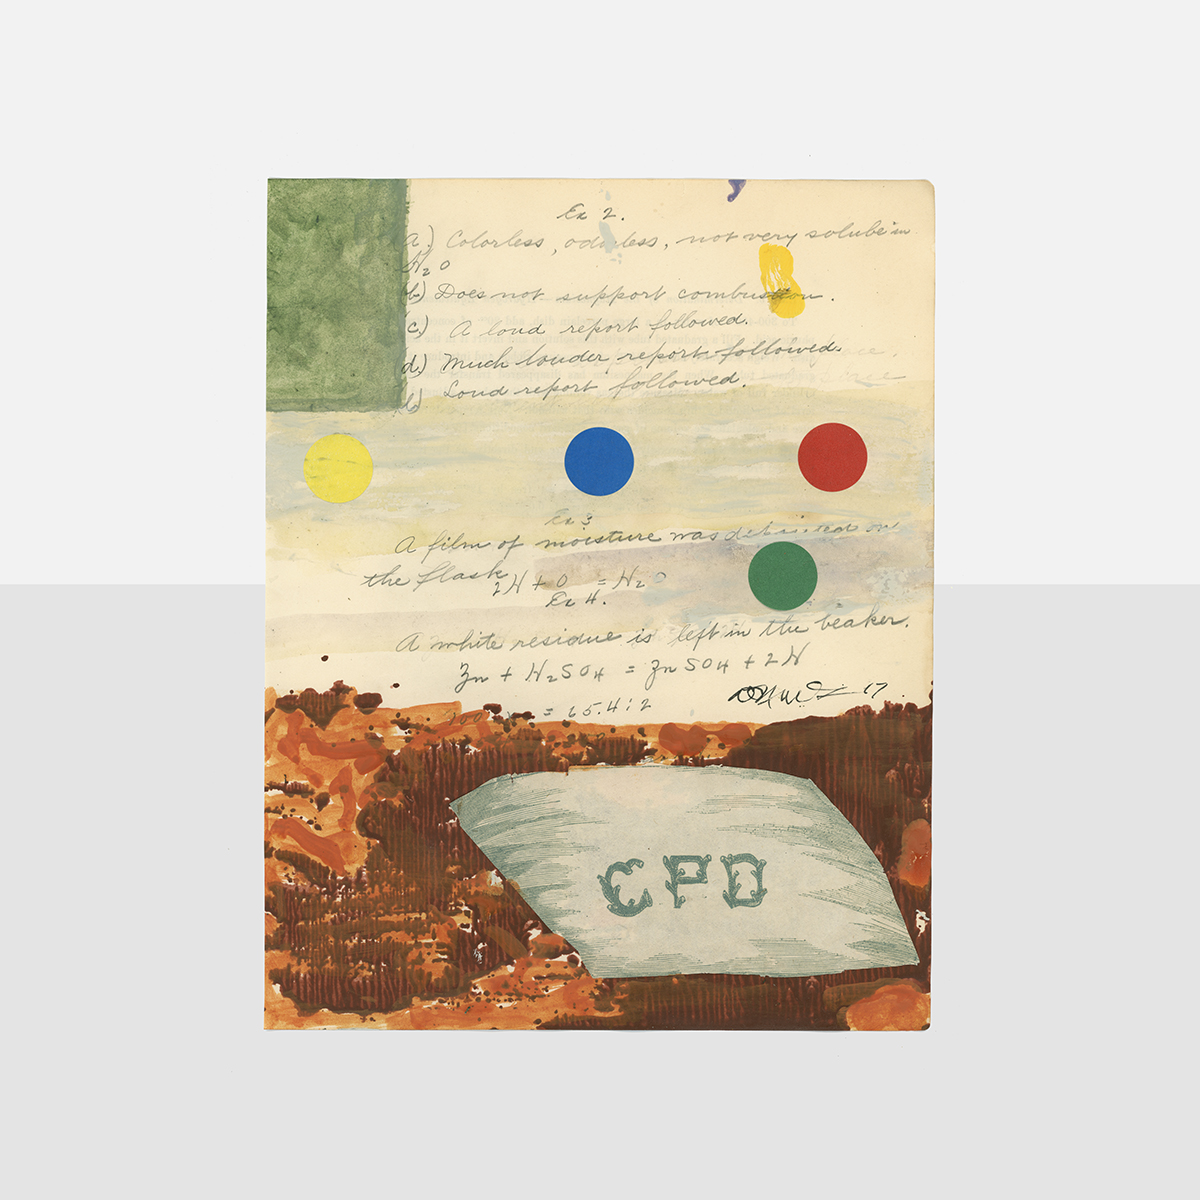 Ex 2.
a.) Colorless, odorless, not very soluble in
H₂O
b) Does not support combustion.
c.) A loud report followed.
d.) Much louder report followed.
Loud report followed.
Ex 3
A film of moisture was on
the flask
2H + O = H₂O
Ex 4.
A white residue is left in the beaker.
Zn + H₂SO₄ = ZnSO₄ + 2H
= 65.4 : 2
17
CPD